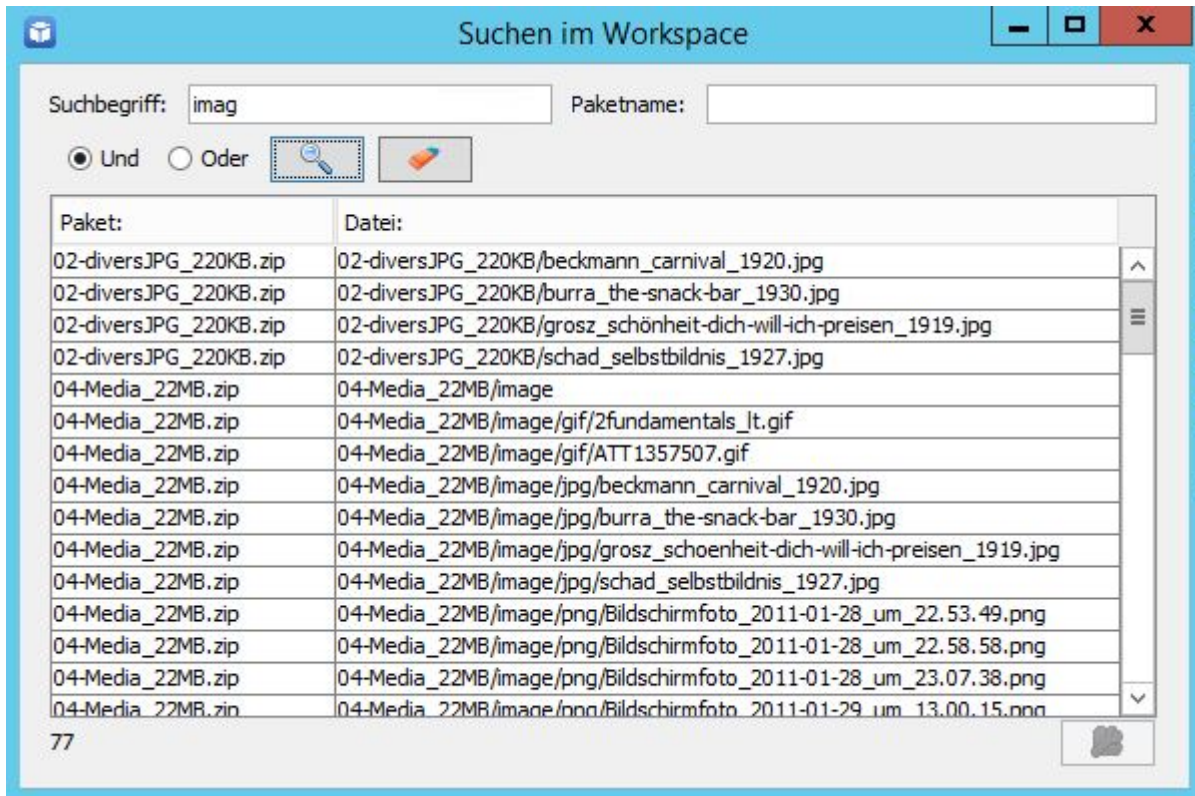 Suchen im Workspace
Suchbegriff: imag Paketname:
Und Oder
Paket: Datei:
02-diversJPG_220KB.zip 02-diversJPG_220KB/beckmann_carnival_1920.jpg
02-diversJPG_220KB.zip 02-diversJPG_220KB/burra_the-snack-bar_1930.jpg
02-diversJPG_220KB.zip 02-diversJPG_220KB/grosz_schönheit-dich-will-ich-preisen_1919.jpg
02-diversJPG_220KB.zip 02-diversJPG_220KB/schad_selbstbildnis_1927.jpg
04-Media_22MB.zip 04-Media_22MB/image
04-Media_22MB.zip 04-Media_22MB/image/gif/2fundamentals_lt.gif
04-Media_22MB.zip 04-Media_22MB/image/gif/ATT1357507.gif
04-Media_22MB.zip 04-Media_22MB/image/jpg/beckmann_carnival_1920.jpg
04-Media_22MB.zip 04-Media_22MB/image/jpg/burra_the-snack-bar_1930.jpg
04-Media_22MB.zip 04-Media_22MB/image/jpg/grosz_schoenheit-dich-will-ich-preisen_1919.jpg
04-Media_22MB.zip 04-Media_22MB/image/jpg/schad_selbstbildnis_1927.jpg
04-Media_22MB.zip 04-Media_22MB/image/png/Bildschirmfoto_2011-01-28_um_22.53.49.png
04-Media_22MB.zip 04-Media_22MB/image/png/Bildschirmfoto_2011-01-28_um_22.58.58.png
04-Media_22MB.zip 04-Media_22MB/image/png/Bildschirmfoto_2011-01-28_um_23.07.38.png
04-Media_22MB.zip 04-Media_22MB/image/png/Bildschirmfoto_2011-01-29_um_13.00.15.png
77